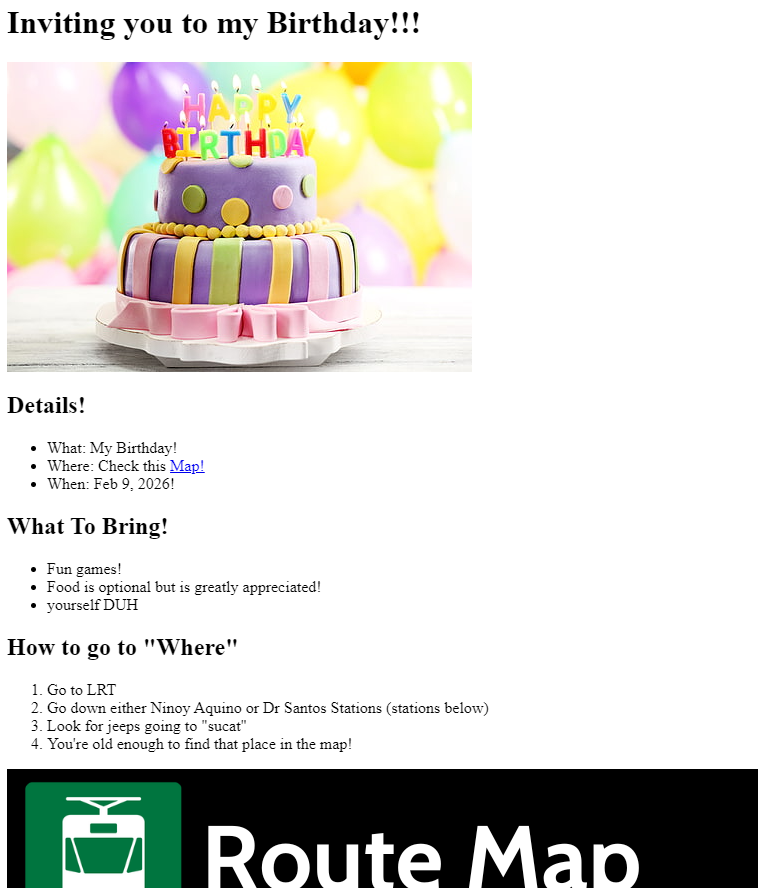 Inviting you to my Birthday!!!
HAPPY
BIRTHDAY
Details!
What: My Birthday!
Where: Check this Map!
When: Feb 9, 2026!
What To Bring!
Fun games!
Food is optional but is greatly appreciated!
yourself DUH
How to go to "Where"
1. Go to LRT
2. Go down either Ninoy Aquino or Dr Santos Stations (stations below)
3. Look for jeeps going to "sucat"
4. You're old enough to find that place in the map!
Route Map